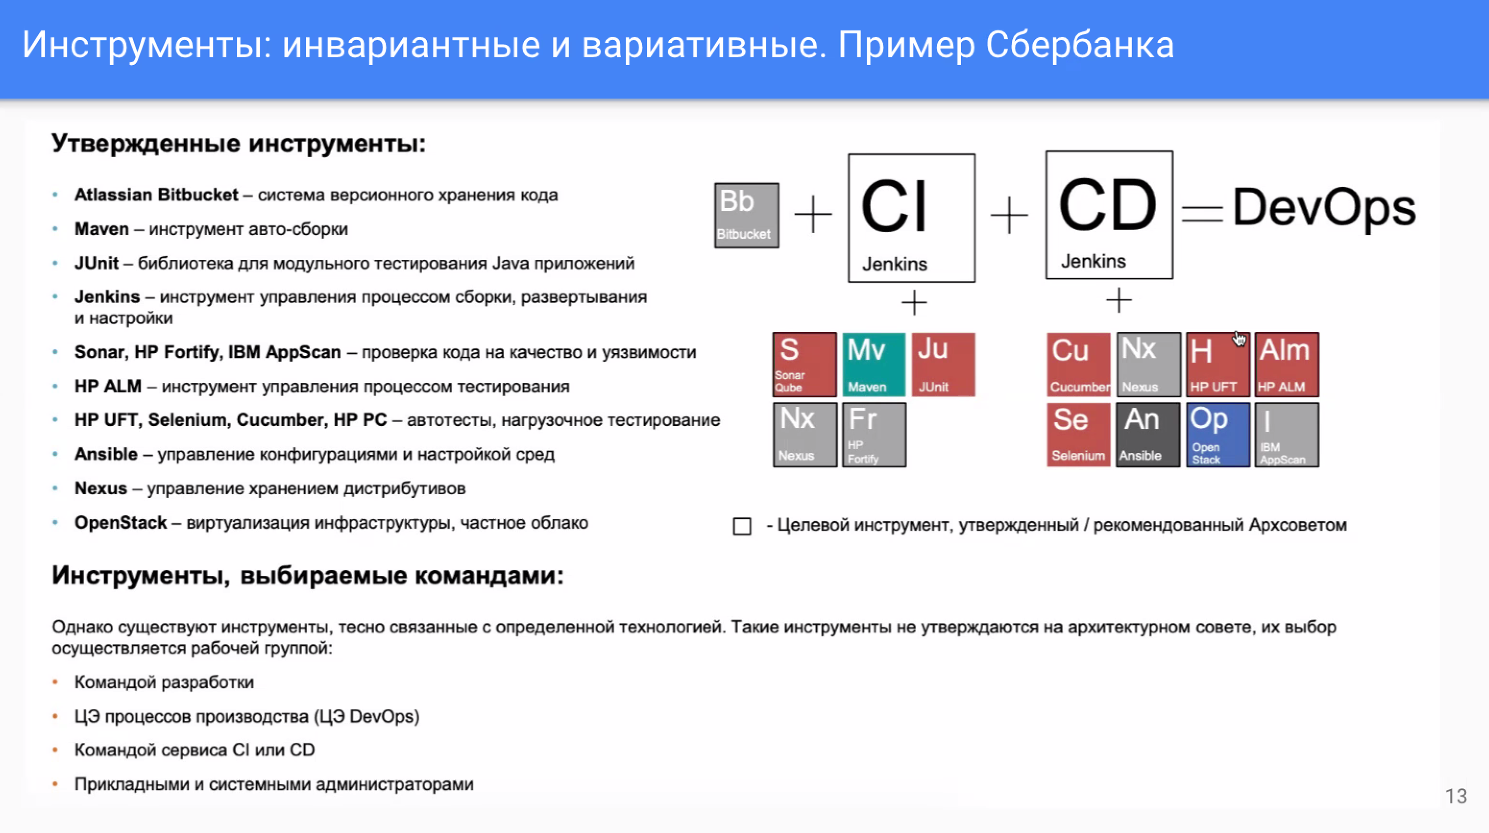 Инструменты: инвариантные и вариативные. Пример Сбербанка
Утвержденные инструменты:
• Atlassian Bitbucket – система версионного хранения кода
• Maven – инструмент авто-сборки
• JUnit – библиотека для модульного тестирования Java приложений
• Jenkins – инструмент управления процессом сборки, развертывания
и настройки
• Sonar, HP Fortify, IBM AppScan – проверка кода на качество и уязвимости
• HP ALM – инструмент управления процессом тестирования
• HP UFT, Selenium, Cucumber, HP PC – автотесты, нагрузочное тестирование
• Ansible – управление конфигурациями и настройкой сред
• Nexus – управление хранением дистрибутивов
• OpenStack – виртуализация инфраструктуры, частное облако
Bb
Bitbucket
+
CI
Jenkins
+
CD
Jenkins
= DevOps
+
+
S
Sonar
Qube
Mv
Maven
Ju
JUnit
Nx
Nexus
Fr
HP
Fortify
Cu
Cucumber
Nx
Nexus
H
HP UFT
Alm
HP ALM
Se
Selenium
An
Ansible
Op
Open
Stack
I
IBM
AppScan
- Целевой инструмент, утвержденный / рекомендованный Архсоветом
Инструменты, выбираемые командами:
Однако существуют инструменты, тесно связанные с определенной технологией. Такие инструменты не утверждаются на архитектурном совете, их выбор
осуществляется рабочей группой:
• Командой разработки
• ЦЭ процессов производства (ЦЭ DevOps)
• Командой сервиса CI или CD
• Прикладными и системными администраторами
13